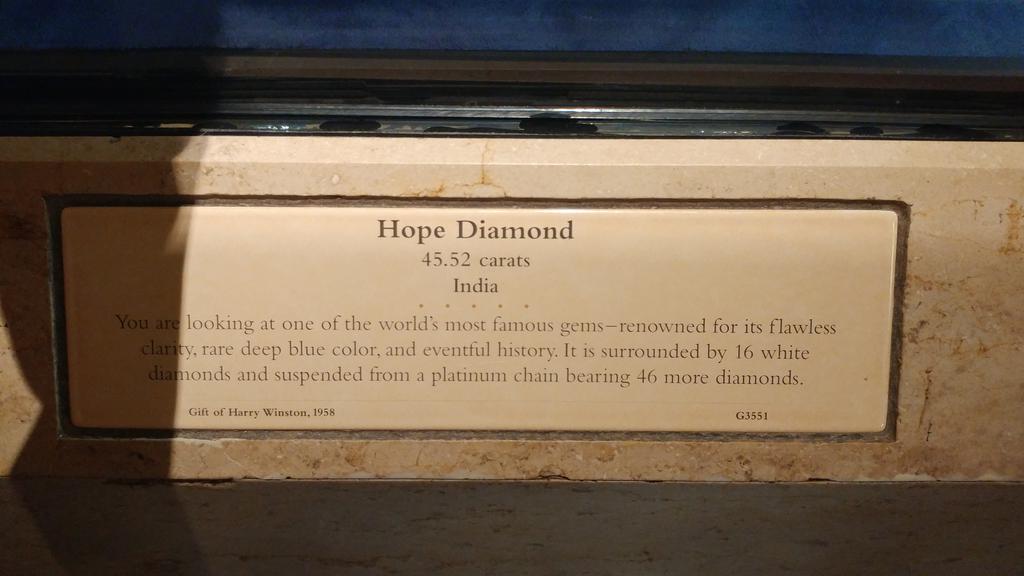 Hope Diamond
45.52 carats
India
You are looking at one of the world's most famous gems—renowned for its flawless
clarity, rare deep blue color, and eventful history. It is surrounded by 16 white
diamonds and suspended from a platinum chain bearing 46 more diamonds.
Gift of Harry Winston, 1958
G3551